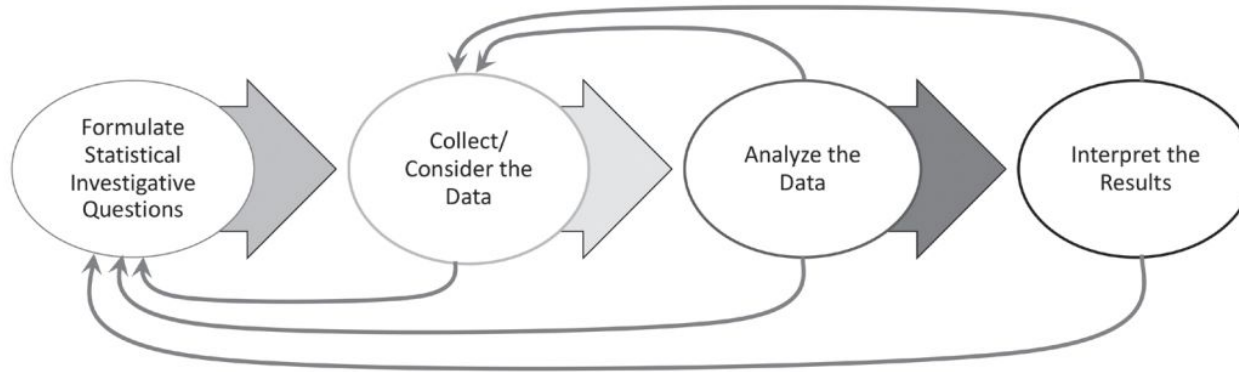 Formulate
Statistical
Investigative
Questions
Collect/
Consider the
Data
Analyze the
Data
Interpret the
Results